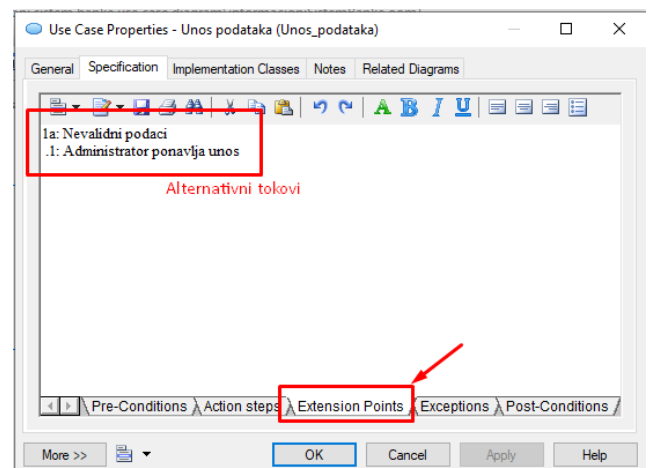 Use Case Properties - Unos podataka (Unos_podataka)
General Specification Implementation Classes Notes Related Diagrams
A B I U
1a: Nevalidni podaci
.1: Administrator ponavlja unos
Alternativni tokovi
Pre-Conditions Action steps Extension Points Exceptions Post-Conditions
More >> OK Cancel Apply Help